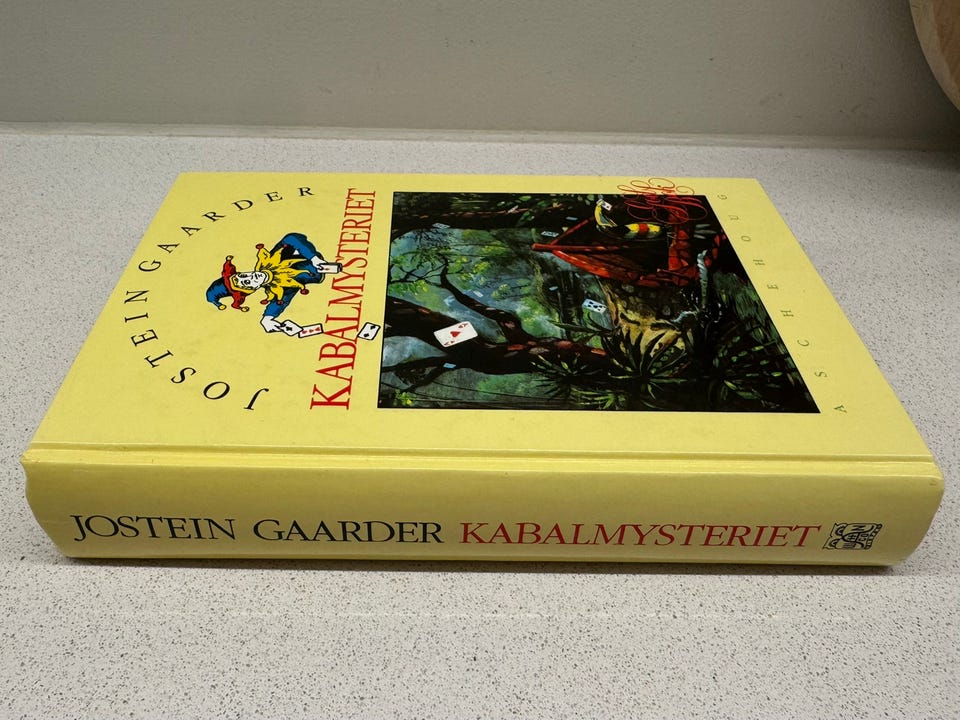 JOSTEIN GAARDER
KABALMYSTERIET
ASCHEHOUG
JOSTEIN GAARDER KABALMYSTERIET